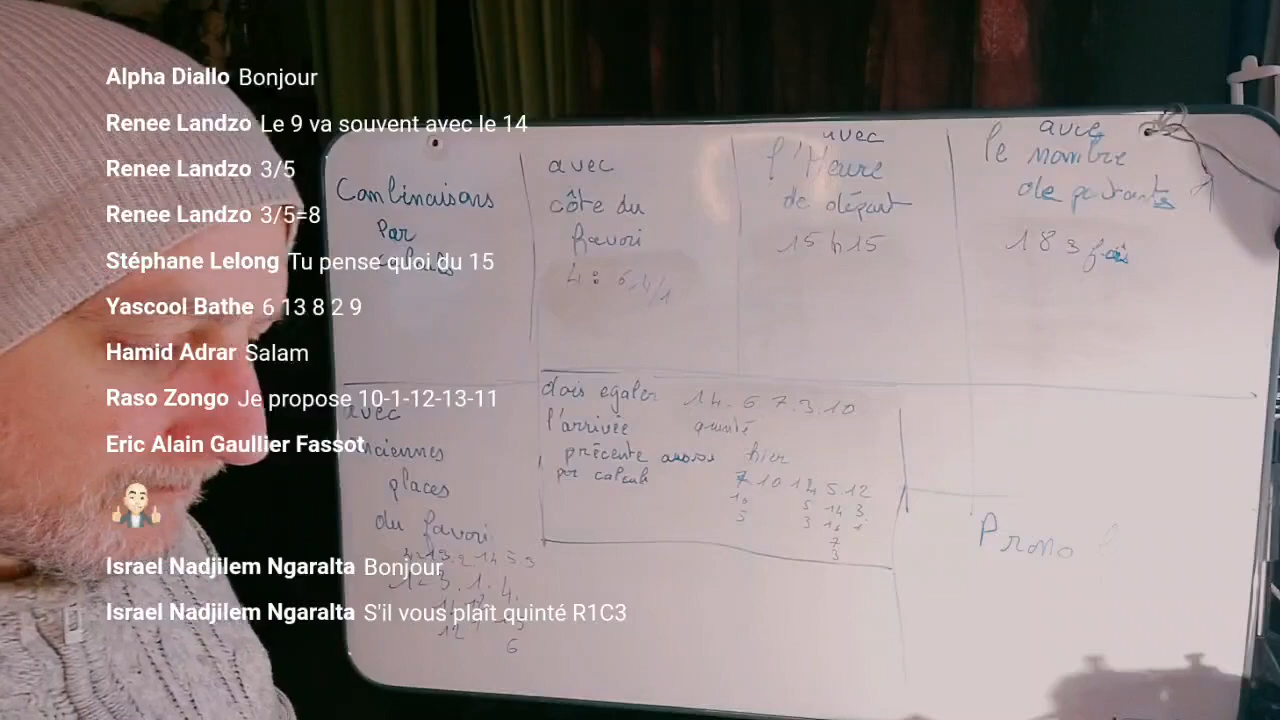 Alpha Diallo Bonjour
Renee Landzo Le 9 va souvent avec le 14
Renee Landzo 3/5
Renee Landzo 3/5=8
Stéphane Lelong Tu pense quoi du 15
Yascool Bathe 6 13 8 2 9
Hamid Adrar Salam
Raso Zongo Je propose 10-1-12-13-11
Eric Alain Gaullier Fassot
Israel Nadjilem Ngaralta Bonjour
Israel Nadjilem Ngaralta S'il vous plaît quinté R1C3
Combinaisons
Par
avec
côte du
favori
avec
l'Heure
de départ
15 h 15
avec
le nombre
de partants
18 3 fois
avec
anciennes
places
du favori
dois egaler 14. 6 7.3.10
l'arrivée quinté
précente hier
par calcul
7 10 14 5 12
10 5 14 3
5 3
7
3
12
6
Prono